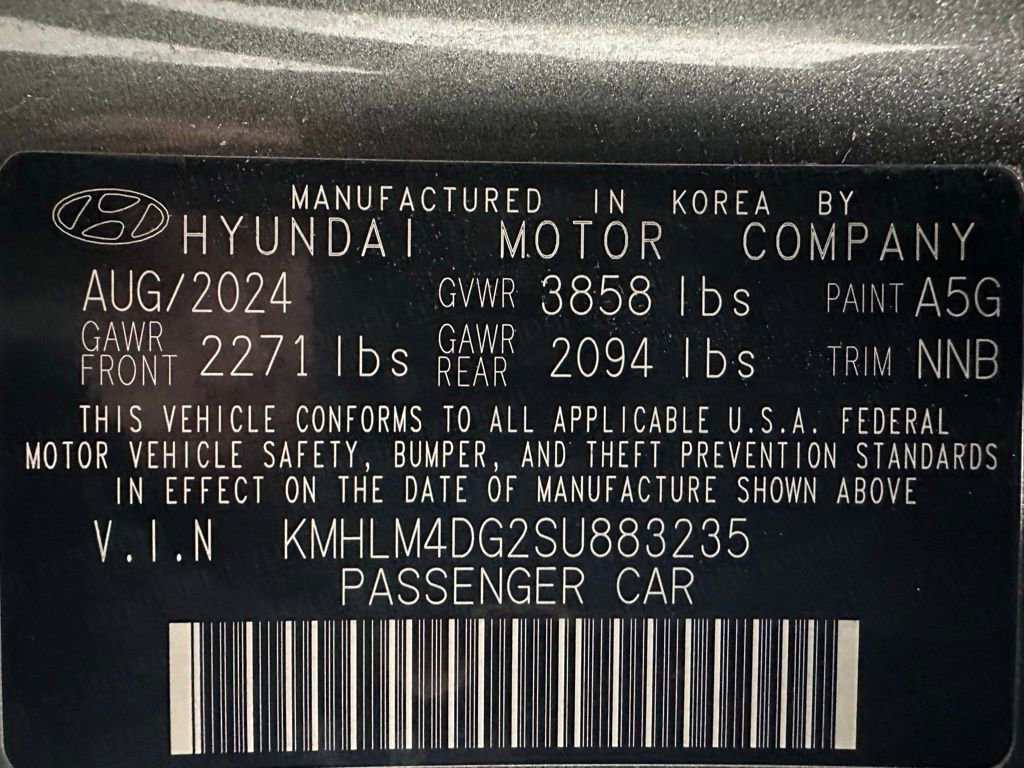 MANUFACTURED IN KOREA BY
HYUNDAI MOTOR COMPANY
AUG/2024 GVWR 3858 lbs PAINT A5G
GAWR FRONT 2271 lbs GAWR REAR 2094 lbs TRIM NNB
THIS VEHICLE CONFORMS TO ALL APPLICABLE U.S.A. FEDERAL
MOTOR VEHICLE SAFETY, BUMPER, AND THEFT PREVENTION STANDARDS
IN EFFECT ON THE DATE OF MANUFACTURE SHOWN ABOVE
V.I.N KMHLM4DG2SU883235
PASSENGER CAR